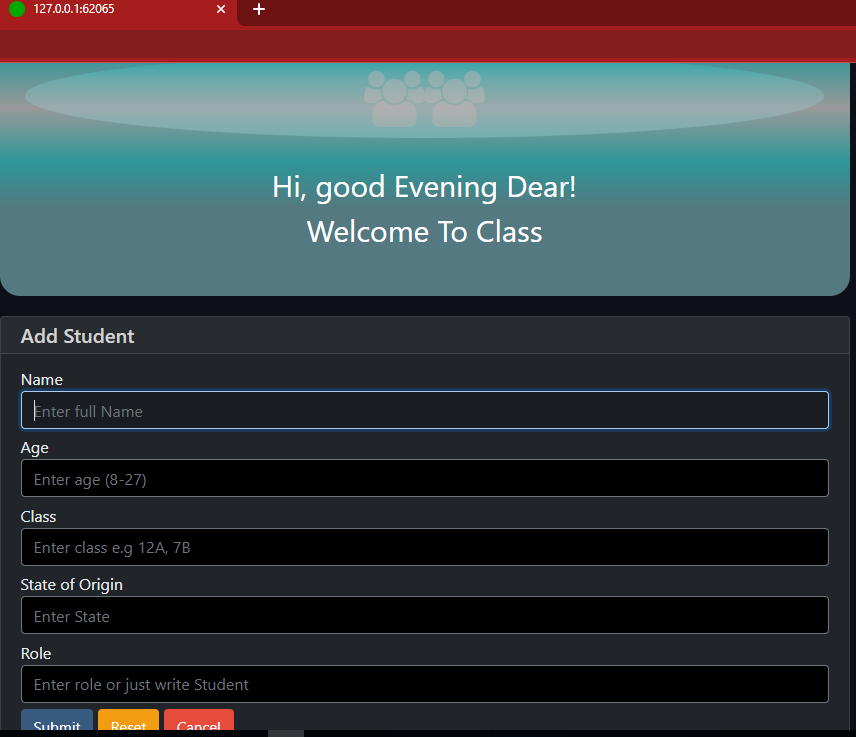 127.0.0.1:62065
Hi, good Evening Dear!
Welcome To Class
Add Student
Name
Enter full Name
Age
Enter age (8-27)
Class
Enter class e.g 12A, 7B
State of Origin
Enter State
Role
Enter role or just write Student
Submit Reset Cancel